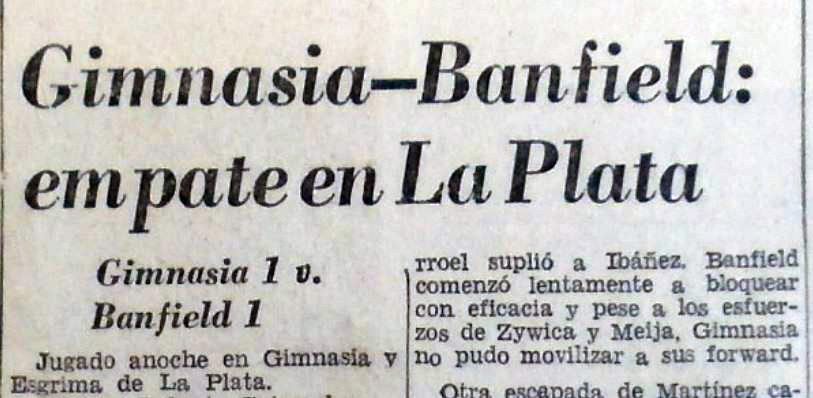 Gimnasia–Banfield:
empate en La Plata
Gimnasia 1 v.
Banfield 1
Jugado anoche en Gimnasia y
Esgrima de La Plata.
rroel suplió a Ibáñez. Banfield
comenzó lentamente a bloquear
con eficacia y pese a los esfuer-
zos de Zywica y Meija, Gimnasia
no pudo movilizar a sus forward.
Otra escapada de Martínez ca-